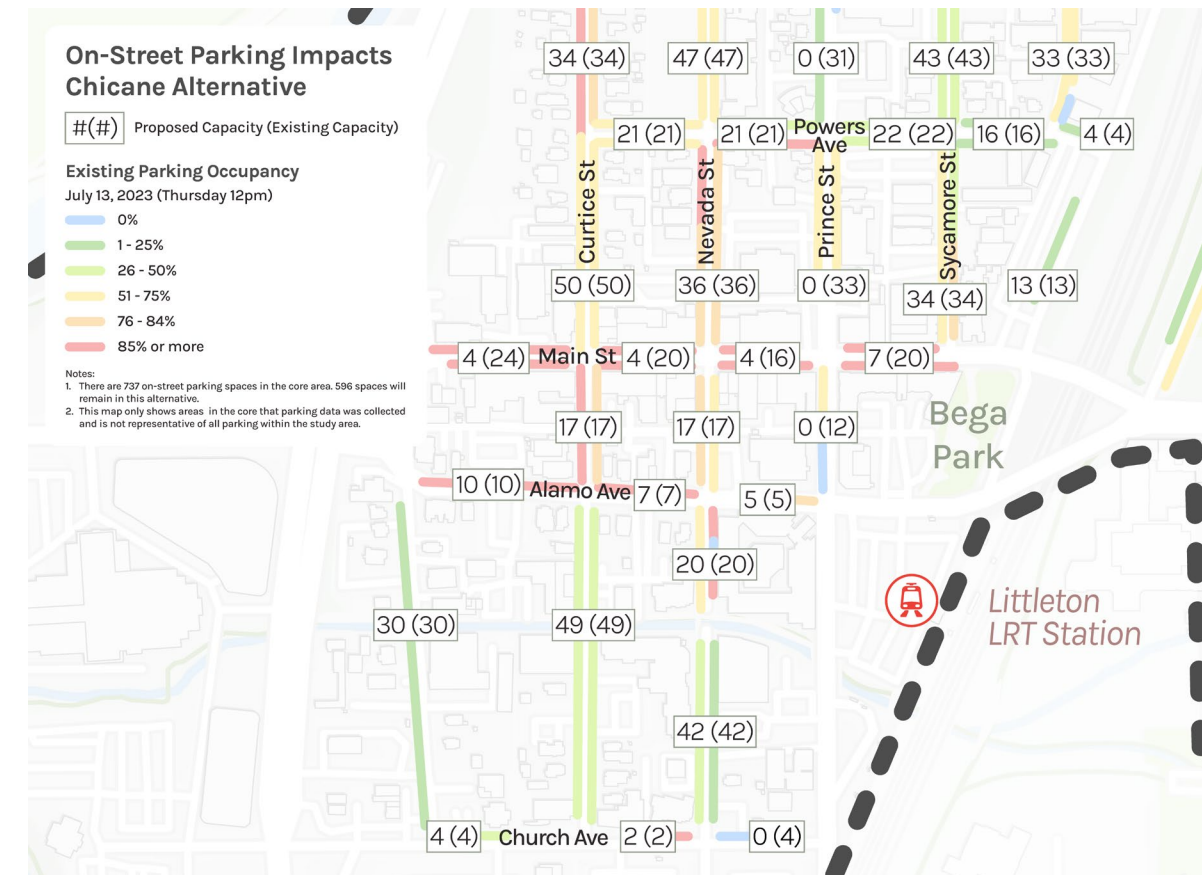 On-Street Parking Impacts
Chicane Alternative
#(#) Proposed Capacity (Existing Capacity)
Existing Parking Occupancy
July 13, 2023 (Thursday 12pm)
0%
1 - 25%
26 - 50%
51 - 75%
76 - 84%
85% or more
Notes:
1. There are 737 on-street parking spaces in the core area. 596 spaces will
remain in this alternative.
2. This map only shows areas in the core that parking data was collected
and is not representative of all parking within the study area.
34 (34)
47 (47)
0 (31)
43 (43)
33 (33)
21 (21)
21 (21)
Powers
Ave
22 (22)
16 (16)
4 (4)
Curtice St
Nevada St
Prince St
Sycamore St
50 (50)
36 (36)
0 (33)
34 (34)
13 (13)
4 (24)
Main St
4 (20)
4 (16)
7 (20)
17 (17)
17 (17)
0 (12)
Bega
Park
10 (10)
Alamo Ave
7 (7)
5 (5)
20 (20)
Littleton
LRT Station
30 (30)
49 (49)
42 (42)
4 (4)
Church Ave
2 (2)
0 (4)